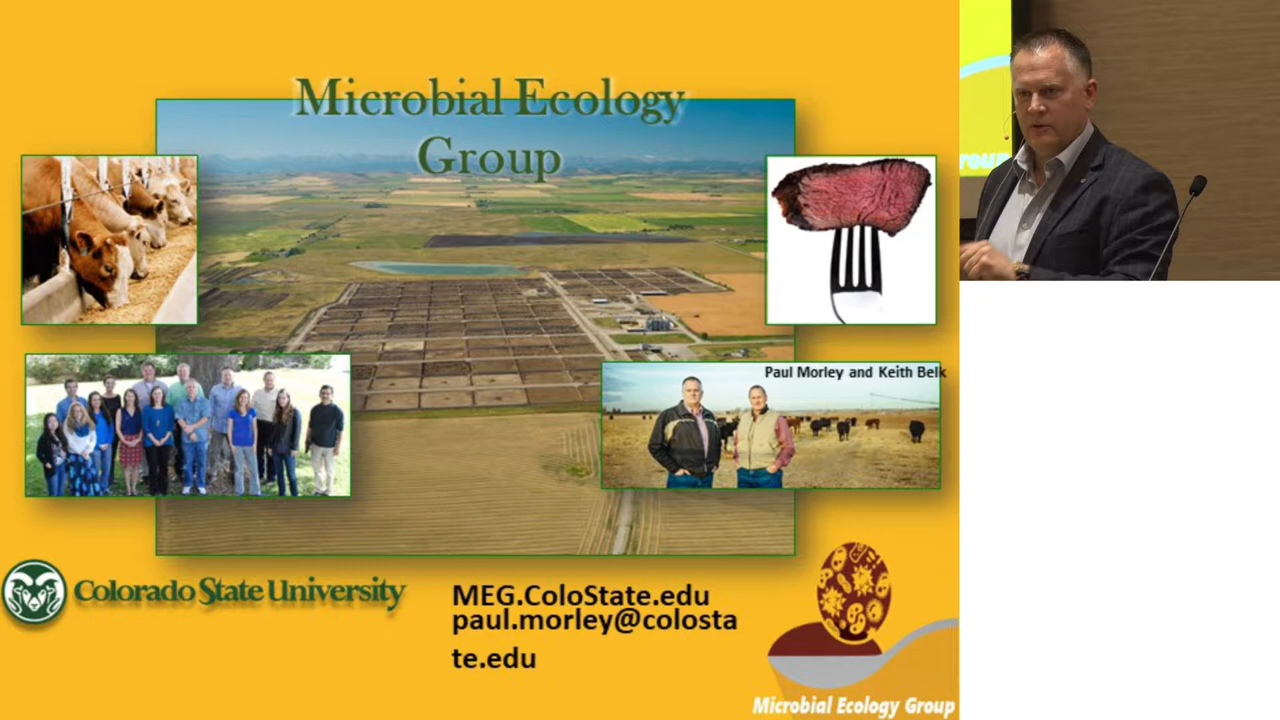 Microbial Ecology
Group
Paul Morley and Keith Belk
Colorado State University
MEG.ColoState.edu
paul.morley@colosta
te.edu
Microbial Ecology Group
roup